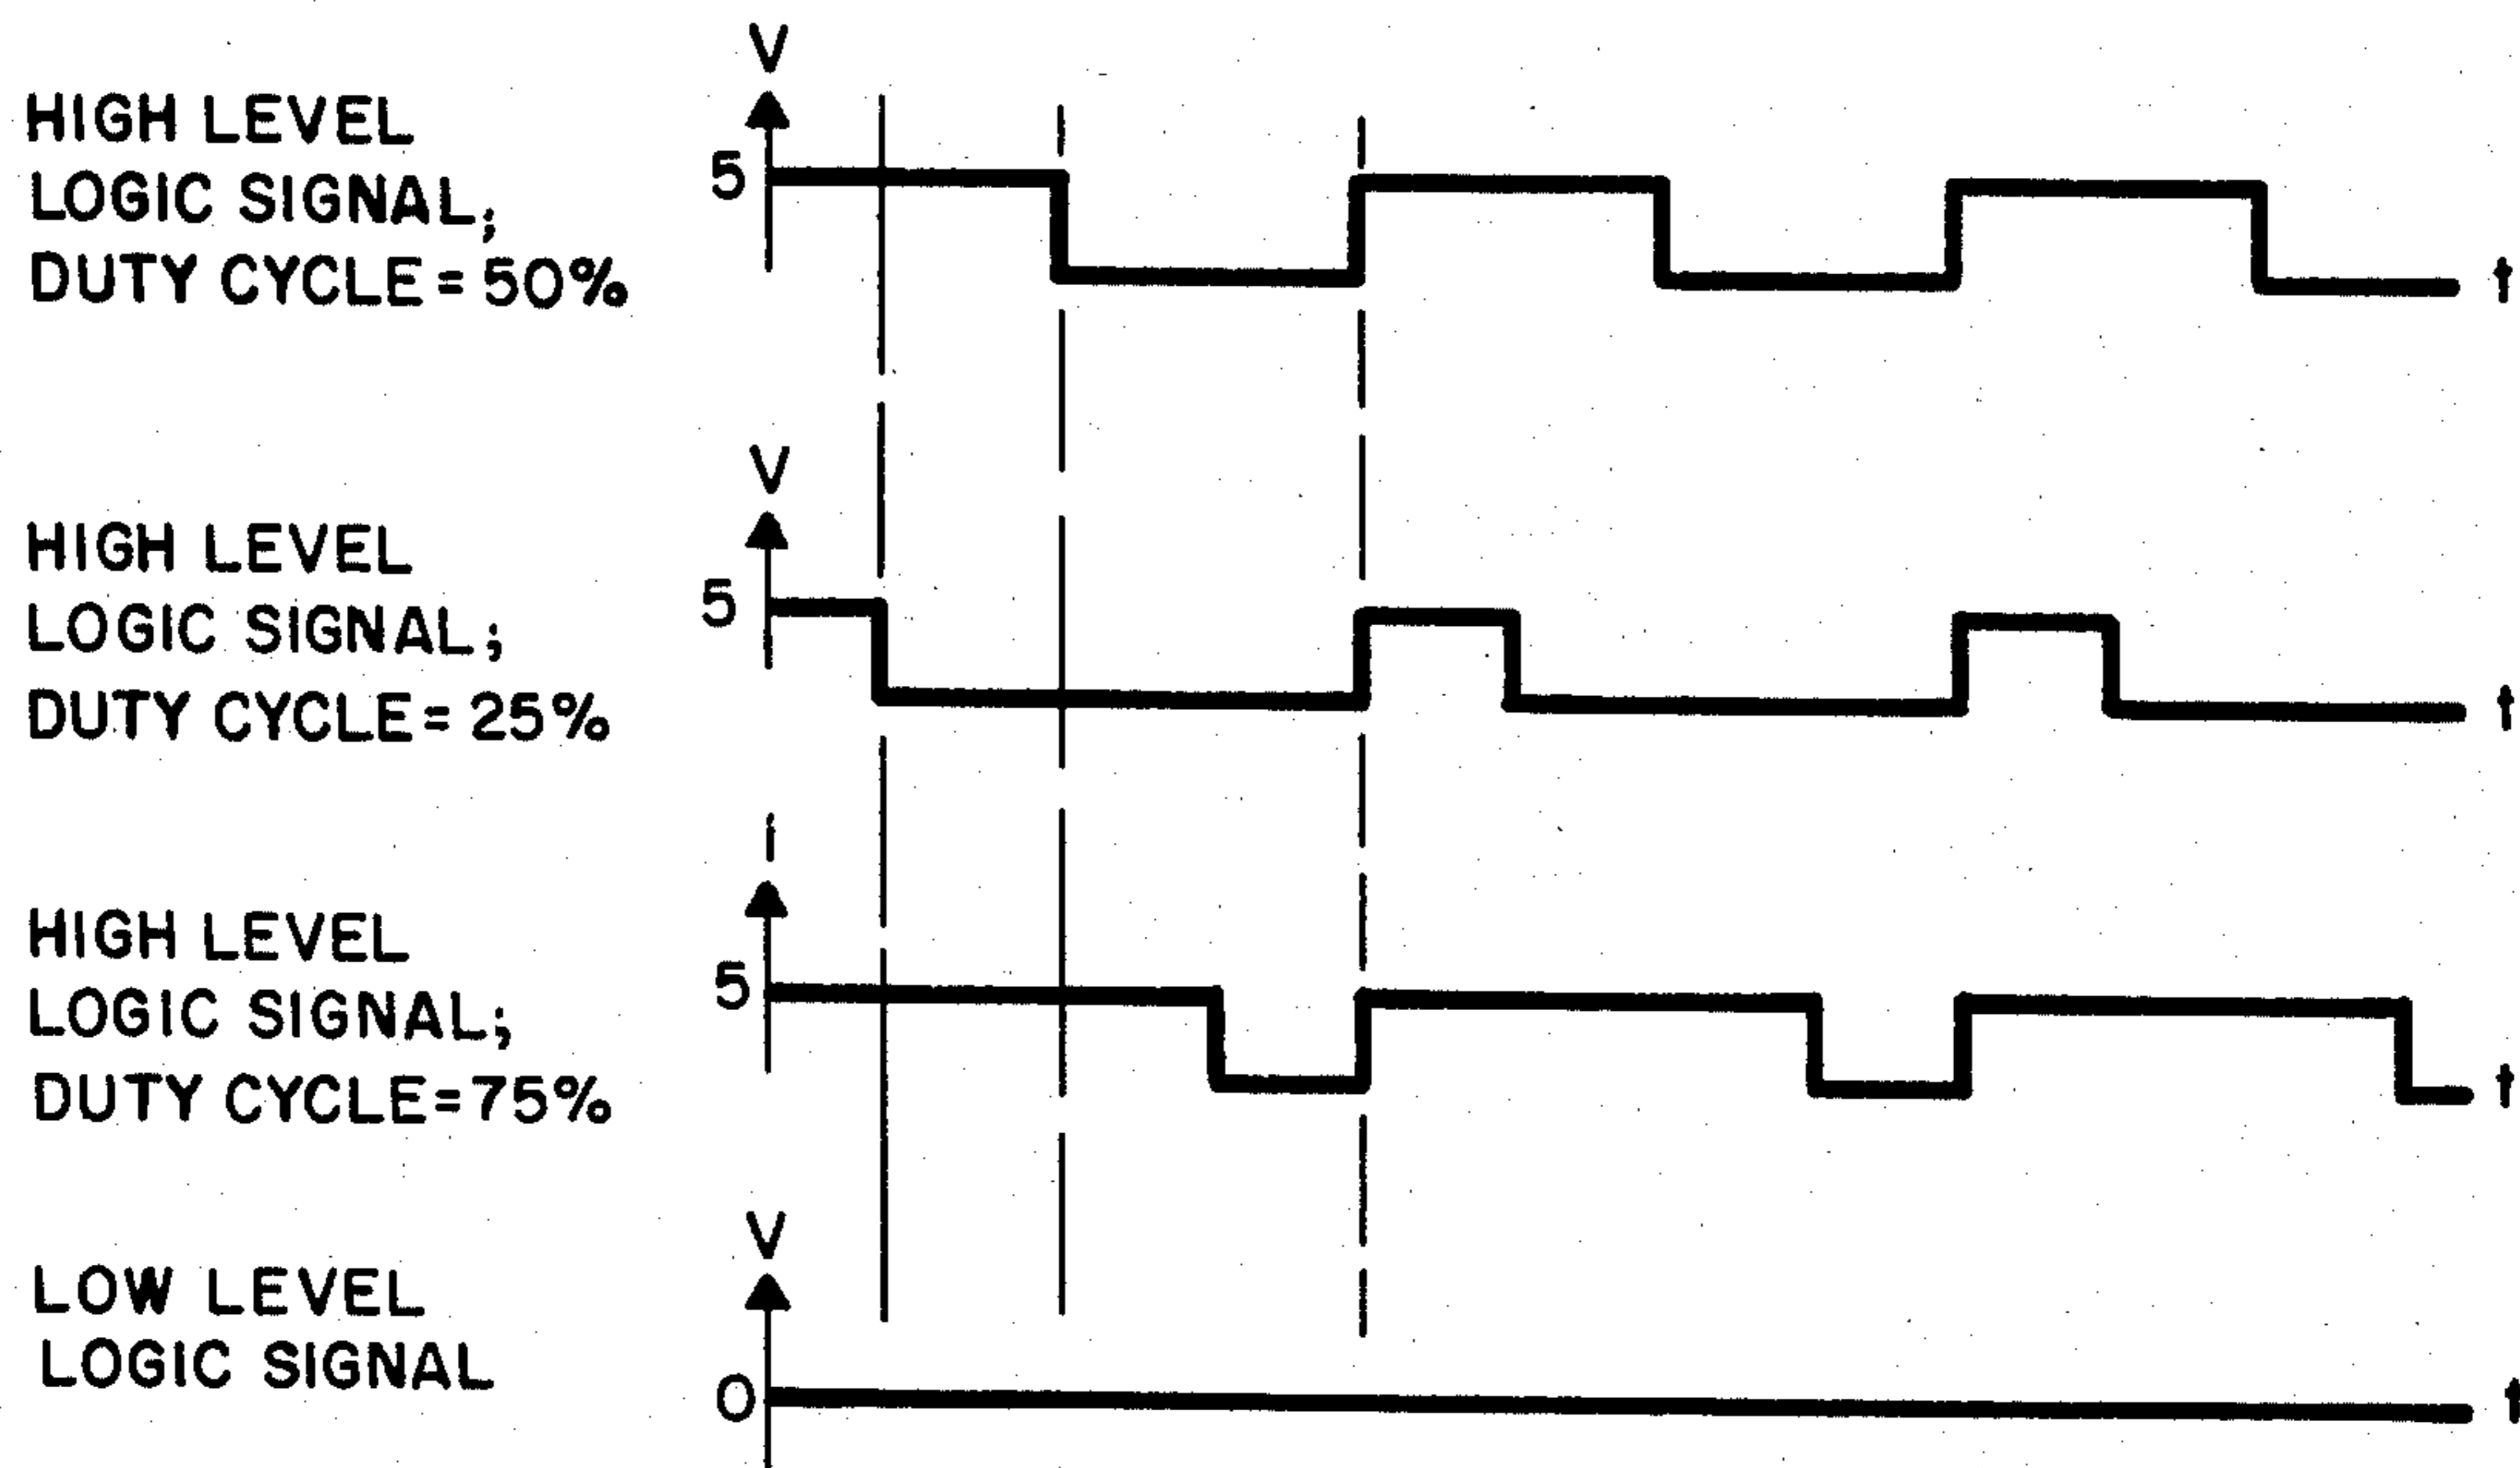 V
HIGH LEVEL
LOGIC SIGNAL;
DUTY CYCLE = 50%
5
t
V
HIGH LEVEL
LOGIC SIGNAL;
DUTY CYCLE = 25%
5
t
I
HIGH LEVEL
LOGIC SIGNAL;
DUTY CYCLE=75%
5
t
V
LOW LEVEL
LOGIC SIGNAL
0
t